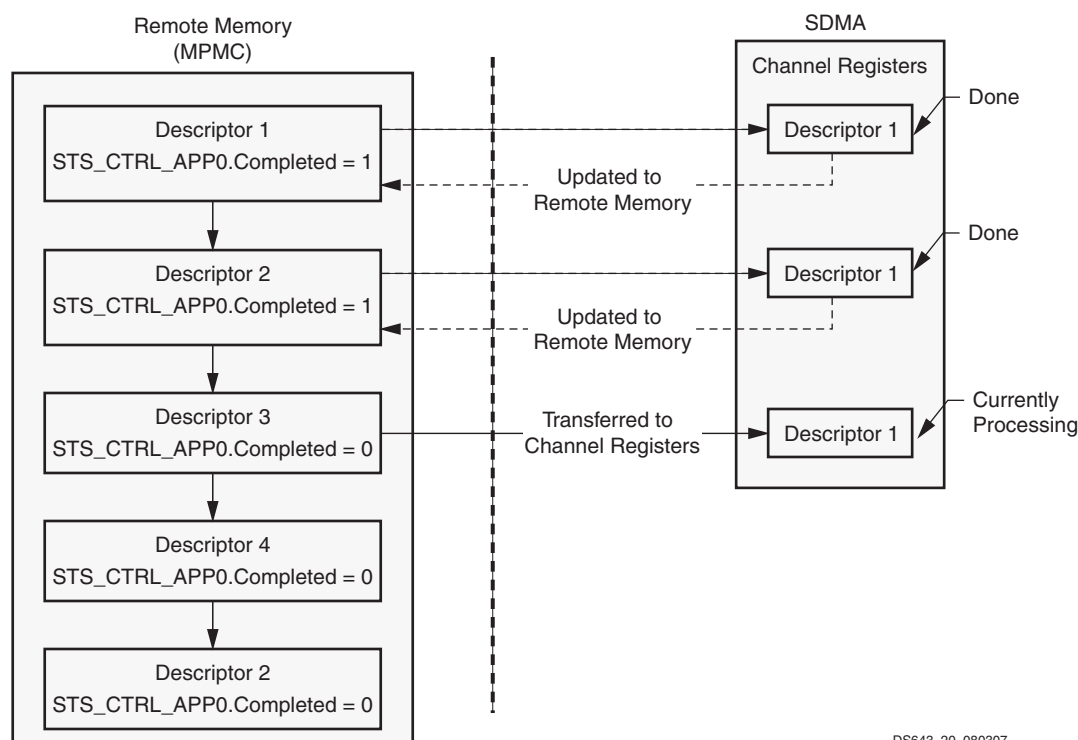 Remote Memory
(MPMC)
SDMA
Channel Registers
Descriptor 1
STS_CTRL_APP0.Completed = 1
Descriptor 1
Done
Updated to
Remote Memory
Descriptor 2
STS_CTRL_APP0.Completed = 1
Descriptor 1
Done
Updated to
Remote Memory
Descriptor 3
STS_CTRL_APP0.Completed = 0
Transferred to
Channel Registers
Descriptor 1
Currently
Processing
Descriptor 4
STS_CTRL_APP0.Completed = 0
Descriptor 2
STS_CTRL_APP0.Completed = 0